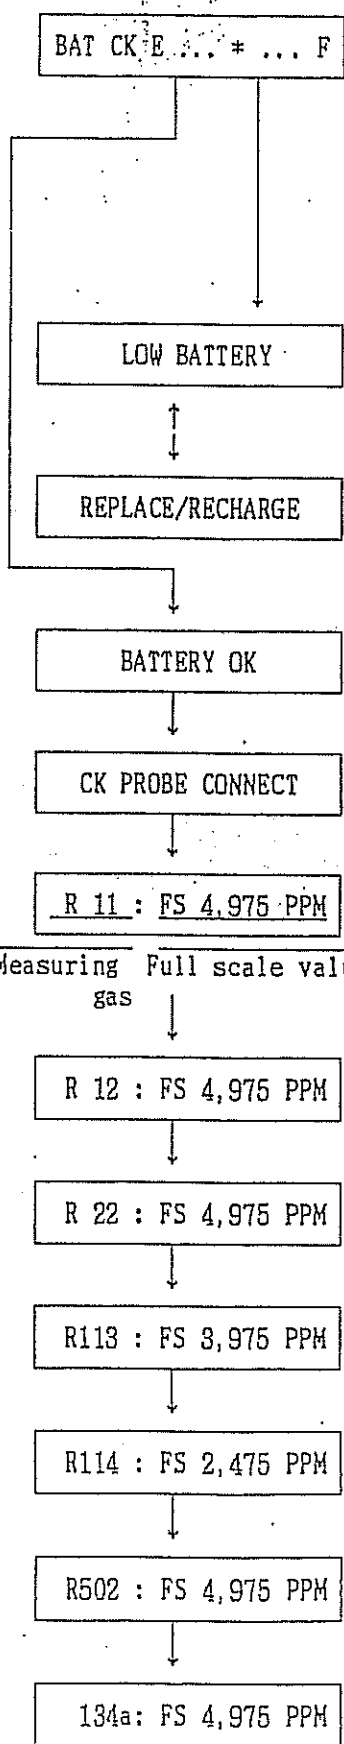 BAT CK E ... * ... F
LOW BATTERY
REPLACE/RECHARGE
BATTERY OK
CK PROBE CONNECT
R 11 : FS 4,975 PPM
Measuring Full scale valu
gas
R 12 : FS 4,975 PPM
R 22 : FS 4,975 PPM
R113 : FS 3,975 PPM
R114 : FS 2,475 PPM
R502 : FS 4,975 PPM
134a: FS 4,975 PPM